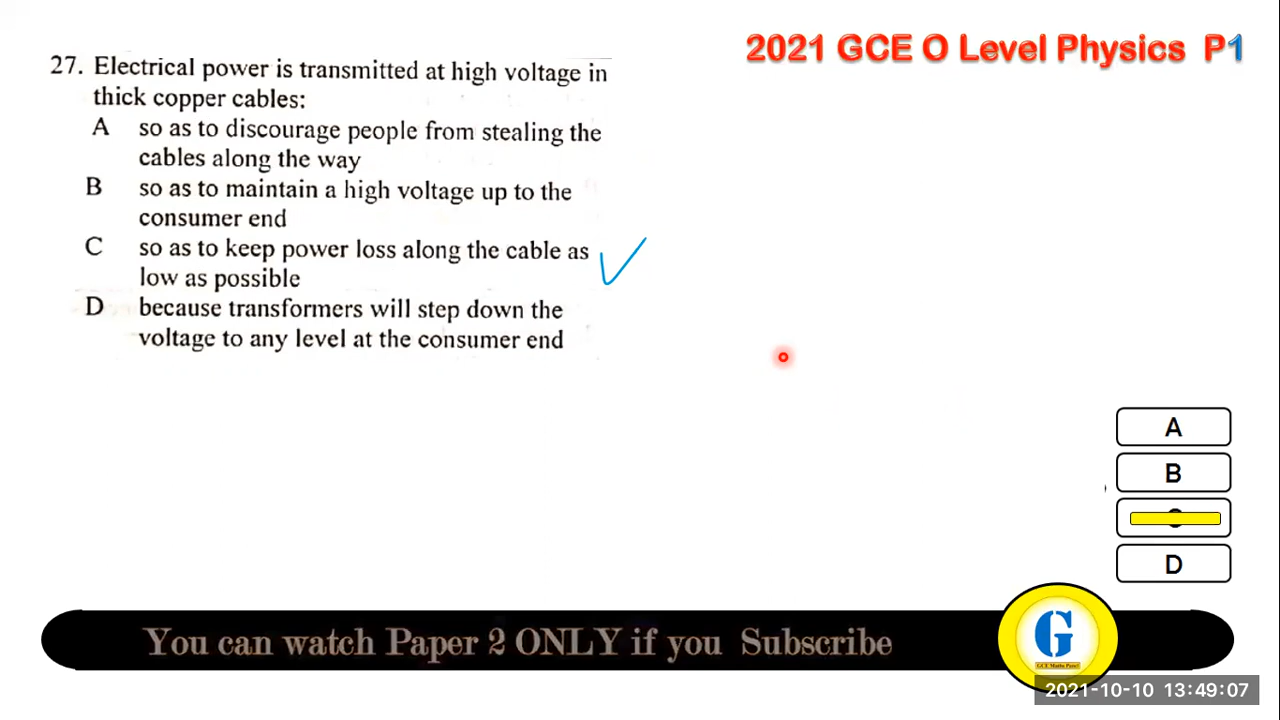 2021 GCE O Level Physics P1
27. Electrical power is transmitted at high voltage in
thick copper cables:
A so as to discourage people from stealing the
cables along the way
B so as to maintain a high voltage up to the
consumer end
C so as to keep power loss along the cable as
low as possible
D because transformers will step down the
voltage to any level at the consumer end
A
B
D
You can watch Paper 2 ONLY if you Subscribe
G
GCE Maths Panel
2021-10-10 13:49:07